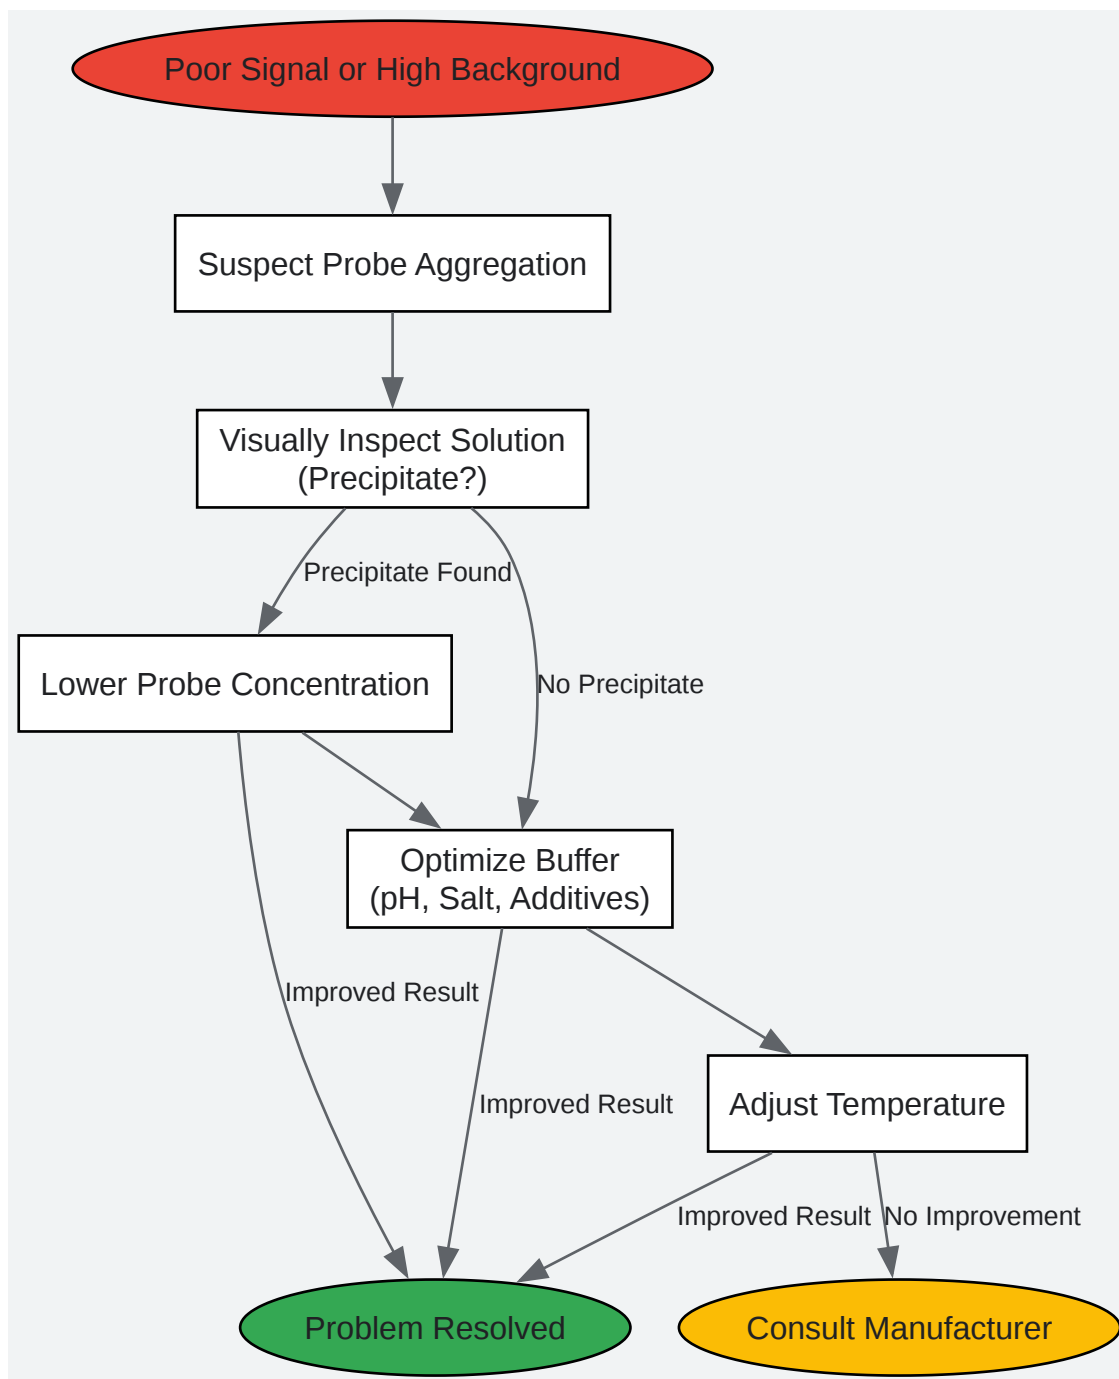 Poor Signal or High Background
Suspect Probe Aggregation
Visually Inspect Solution
(Precipitate?)
Precipitate Found
Lower Probe Concentration
No Precipitate
Optimize Buffer
(pH, Salt, Additives)
Improved Result
Improved Result
Adjust Temperature
Improved Result
No Improvement
Problem Resolved
Consult Manufacturer